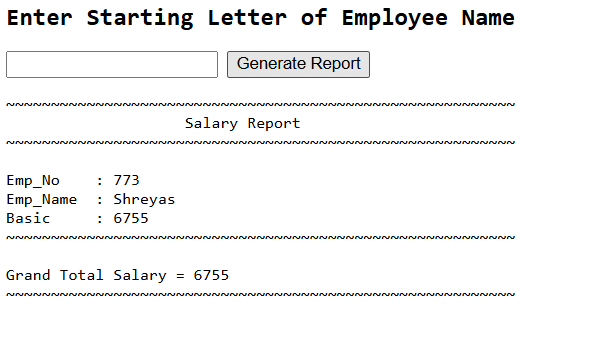 Enter Starting Letter of Employee Name
Generate Report
~~~~~~~~~~~~~~~~~~~~~~~~~~~~~~~~~~~~~~~~~~~~~~~~~~~~~~~~~
Salary Report
~~~~~~~~~~~~~~~~~~~~~~~~~~~~~~~~~~~~~~~~~~~~~~~~~~~~~~~~~
Emp_No    : 773
Emp_Name  : Shreyas
Basic     : 6755
~~~~~~~~~~~~~~~~~~~~~~~~~~~~~~~~~~~~~~~~~~~~~~~~~~~~~~~~~
Grand Total Salary = 6755
~~~~~~~~~~~~~~~~~~~~~~~~~~~~~~~~~~~~~~~~~~~~~~~~~~~~~~~~~